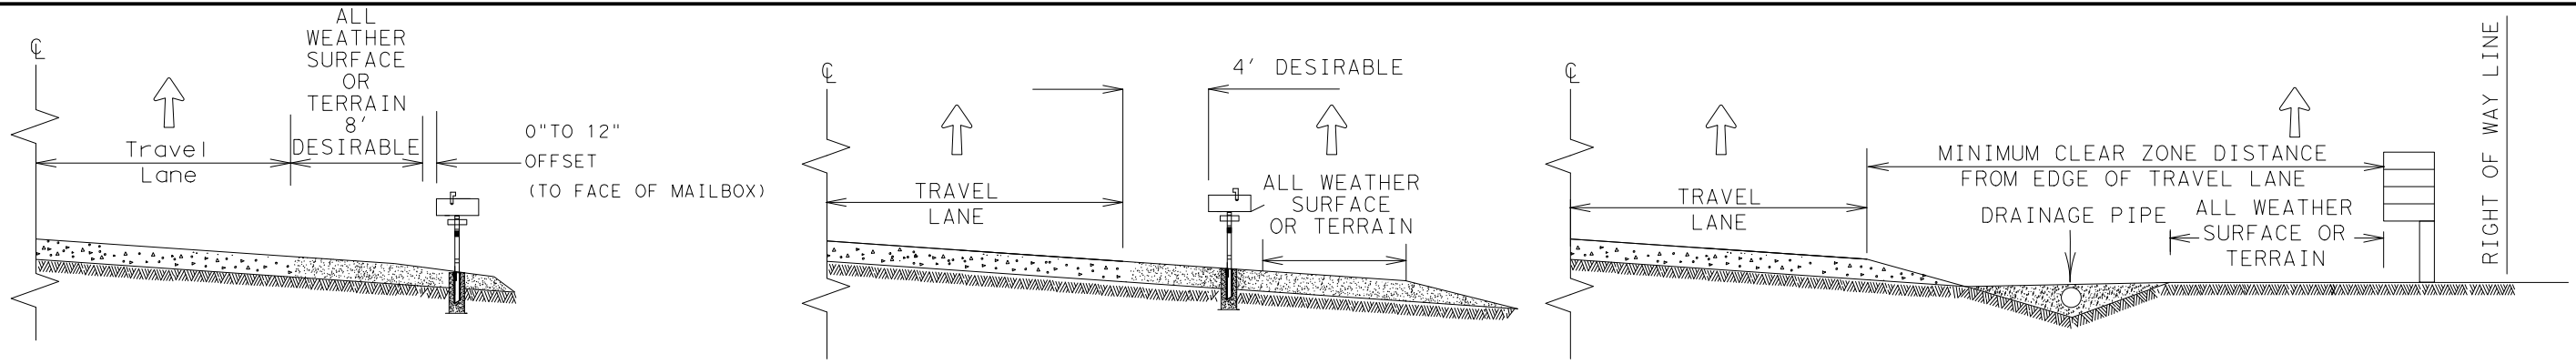 ℄
Travel
Lane
ALL
WEATHER
SURFACE
OR
TERRAIN
8'
DESIRABLE
0"TO 12"
OFFSET
(TO FACE OF MAILBOX)
℄
TRAVEL
LANE
4' DESIRABLE
ALL WEATHER
SURFACE
OR TERRAIN
℄
TRAVEL
LANE
MINIMUM CLEAR ZONE DISTANCE
FROM EDGE OF TRAVEL LANE
DRAINAGE PIPE
ALL WEATHER
SURFACE OR
TERRAIN
RIGHT OF WAY LINE